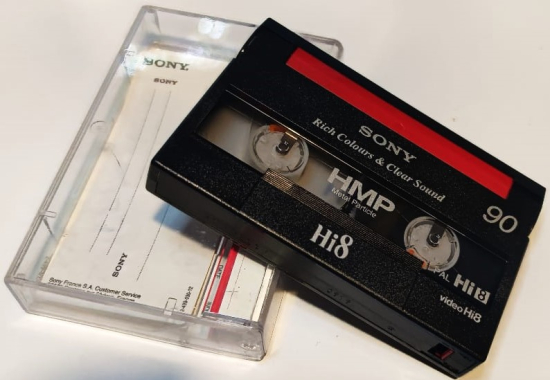 SONY
SONY
SONY
Sony France S.A. Customer Service
SONY
Rich Colours & Clear Sound
HMP
Metal Particle
90
Hi8
PAL Hi8
video Hi8